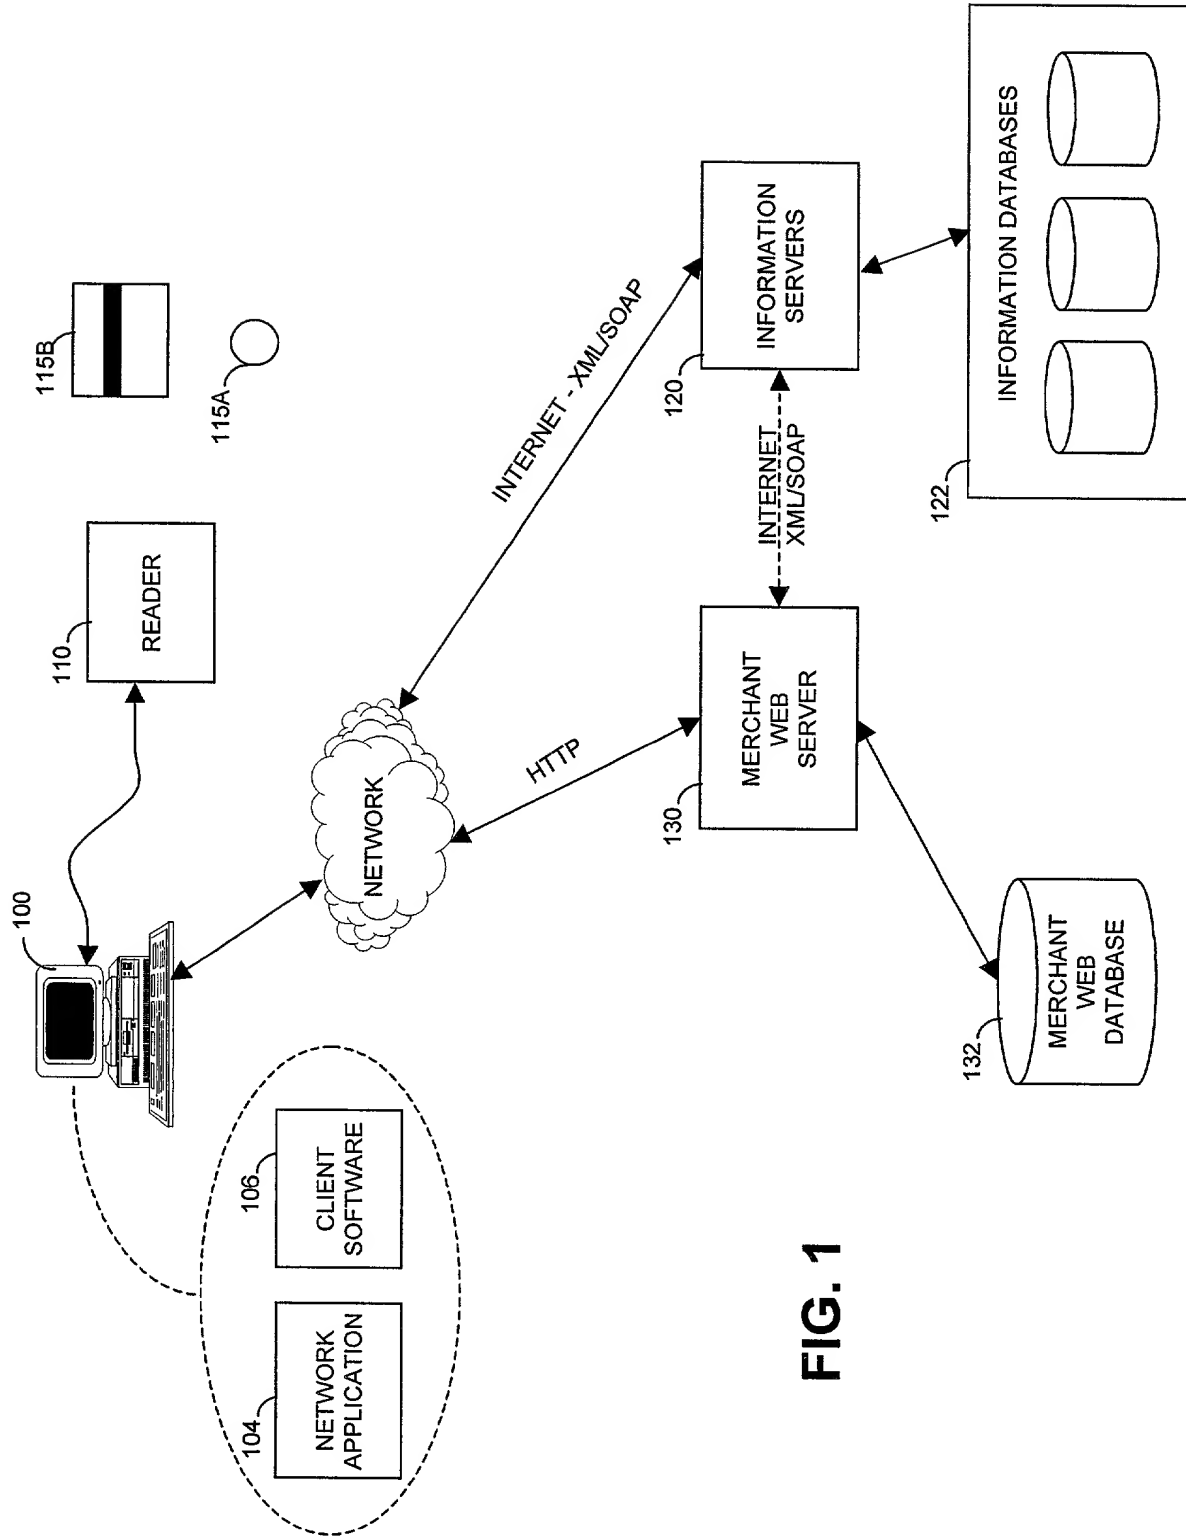 100
110
115B
READER
115A
104
106
NETWORK
APPLICATION
CLIENT
SOFTWARE
NETWORK
INTERNET - XML/SOAP
HTTP
130
120
MERCHANT
WEB
SERVER
INTERNET
XML/SOAP
INFORMATION
SERVERS
FIG. 1
132
122
MERCHANT
WEB
DATABASE
INFORMATION DATABASES